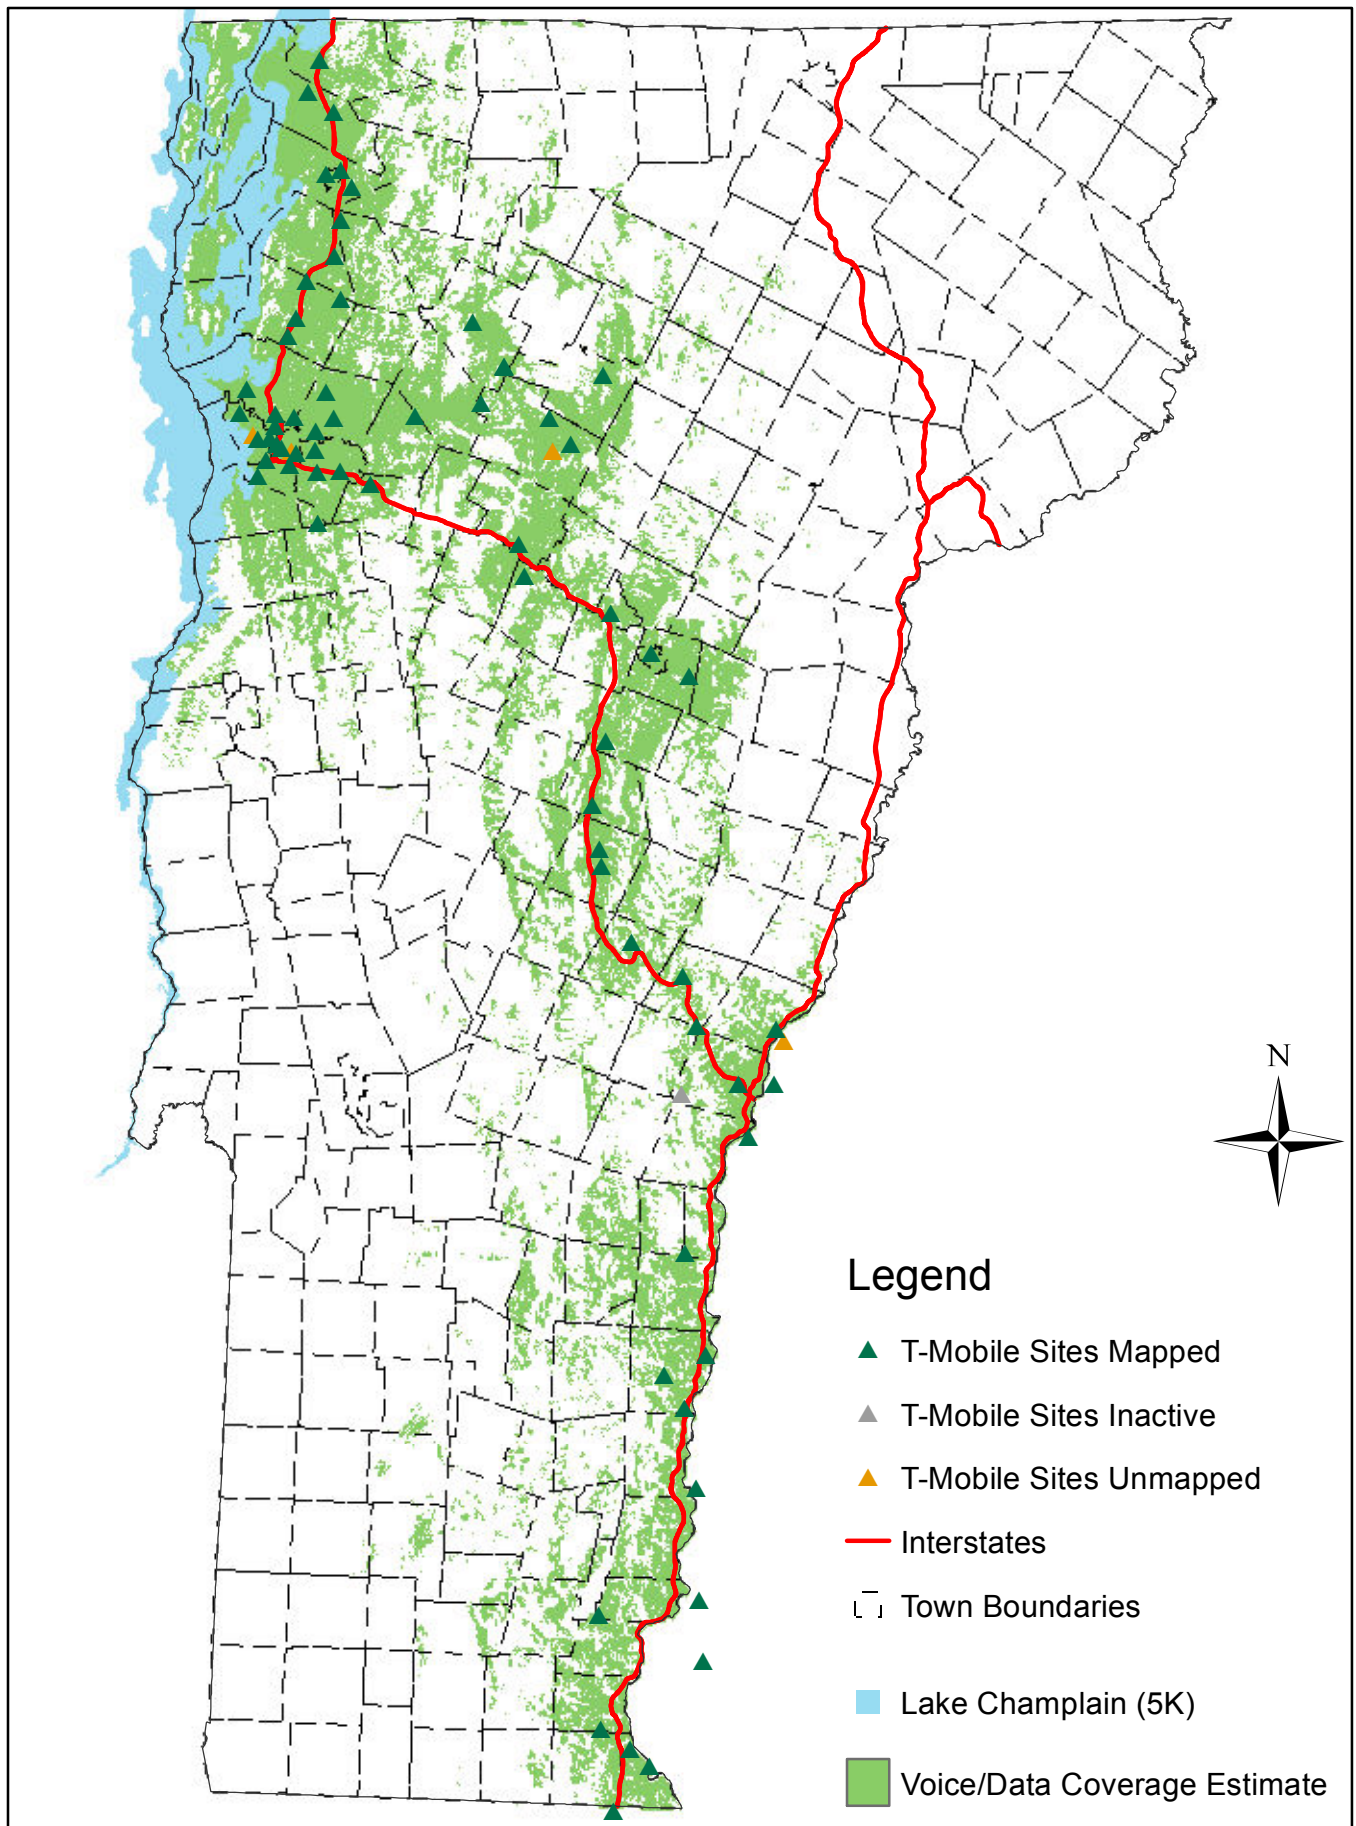 N
Legend
T-Mobile Sites Mapped
T-Mobile Sites Inactive
T-Mobile Sites Unmapped
Interstates
Town Boundaries
Lake Champlain (5K)
Voice/Data Coverage Estimate